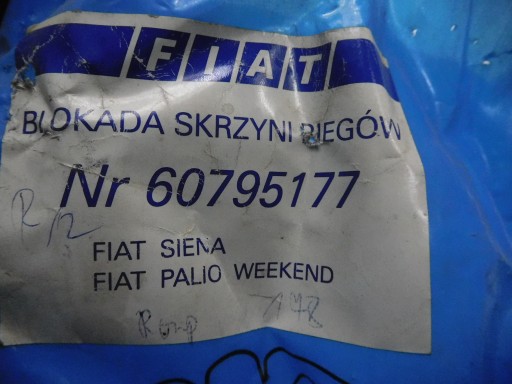 FIAT
BLOKADA SKRZYNI BIEGÓW
Nr 60795177
FIAT SIENA
FIAT PALIO WEEKEND